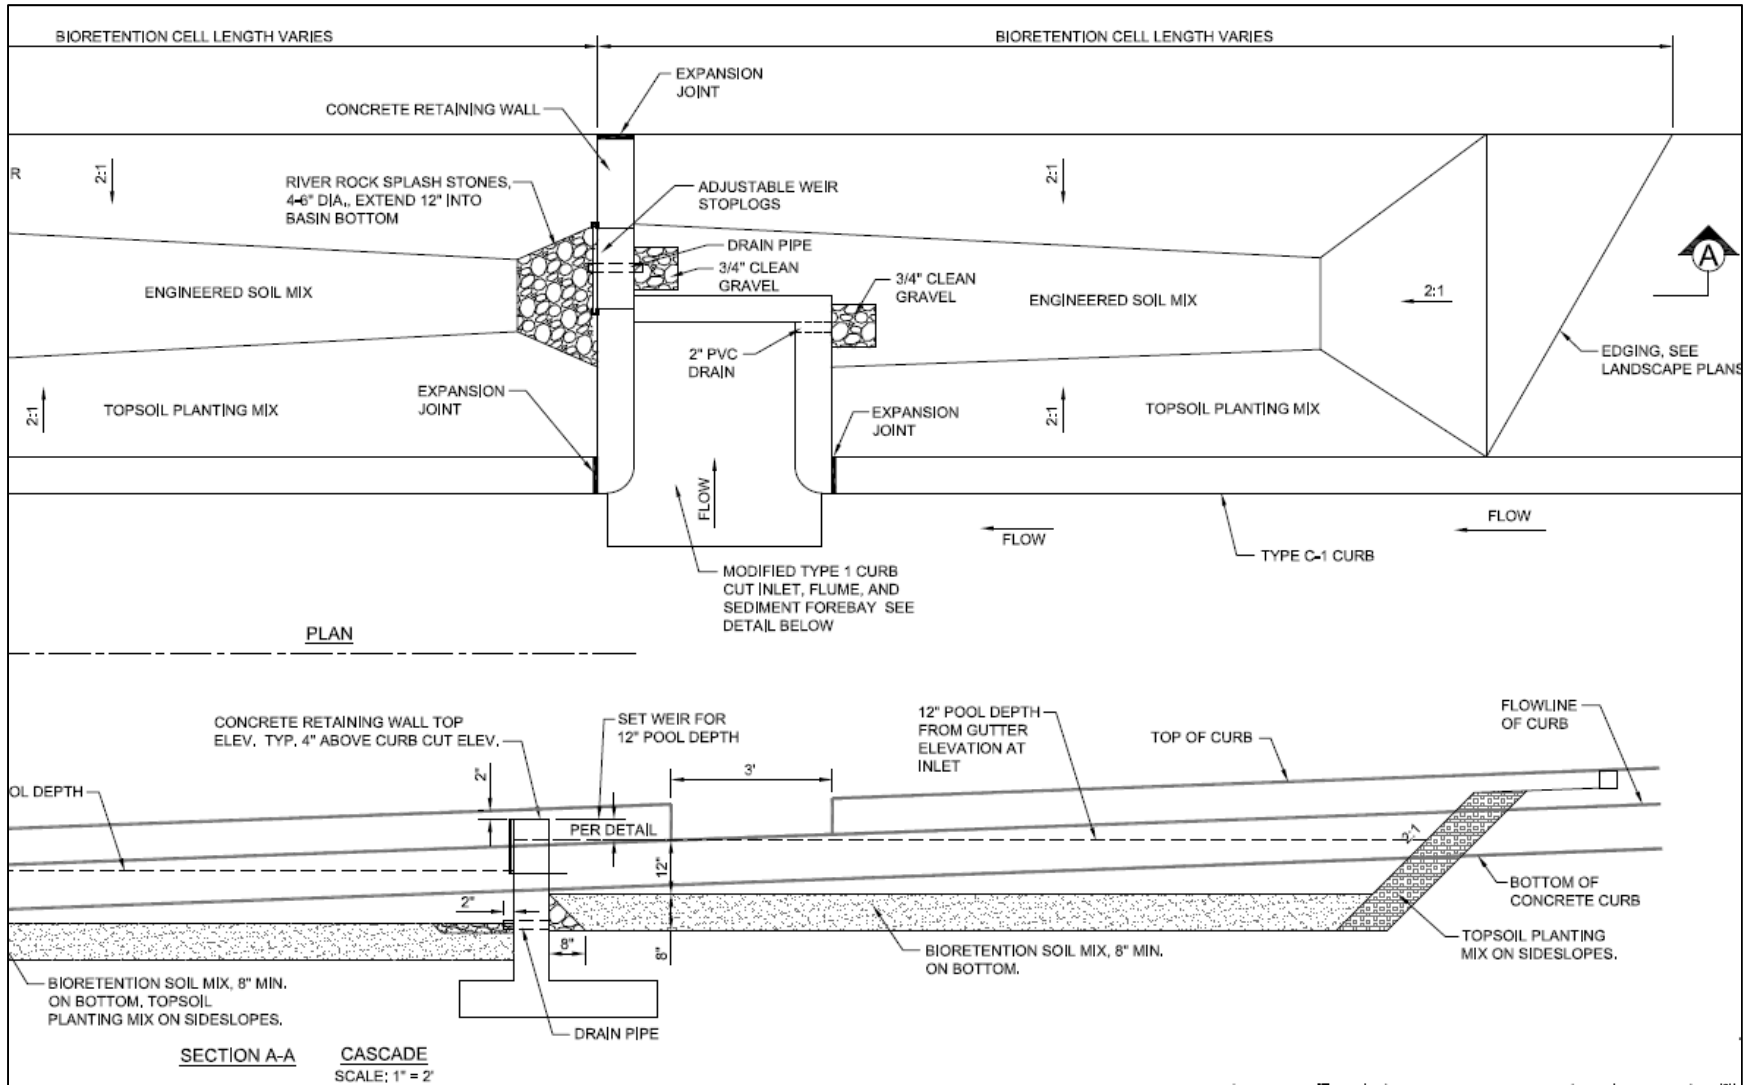 BIORETENTION CELL LENGTH VARIES
BIORETENTION CELL LENGTH VARIES
EXPANSION
JOINT
CONCRETE RETAINING WALL
R
2:1
RIVER ROCK SPLASH STONES,
4-6" DIA., EXTEND 12" INTO
BASIN BOTTOM
ADJUSTABLE WEIR
STOPLOGS
2:1
DRAIN PIPE
3/4" CLEAN
GRAVEL
3/4" CLEAN
GRAVEL
A
ENGINEERED SOIL MIX
ENGINEERED SOIL MIX
2:1
2" PVC
DRAIN
EDGING, SEE
LANDSCAPE PLANS
EXPANSION
JOINT
2:1
TOPSOIL PLANTING MIX
EXPANSION
JOINT
2:1
TOPSOIL PLANTING MIX
FLOW
FLOW
FLOW
TYPE C-1 CURB
MODIFIED TYPE 1 CURB
CUT INLET, FLUME, AND
SEDIMENT FOREBAY SEE
DETAIL BELOW
PLAN
CONCRETE RETAINING WALL TOP
ELEV. TYP. 4" ABOVE CURB CUT ELEV.
SET WEIR FOR
12" POOL DEPTH
12" POOL DEPTH
FROM GUTTER
ELEVATION AT
INLET
TOP OF CURB
FLOWLINE
OF CURB
2"
3'
OL DEPTH
PER DETAIL
2:1
12"
2"
8"
8"
BOTTOM OF
CONCRETE CURB
BIORETENTION SOIL MIX, 8" MIN.
ON BOTTOM.
TOPSOIL PLANTING
MIX ON SIDESLOPES.
BIORETENTION SOIL MIX, 8" MIN.
ON BOTTOM, TOPSOIL
PLANTING MIX ON SIDESLOPES.
DRAIN PIPE
SECTION A-A
CASCADE
SCALE: 1" = 2'